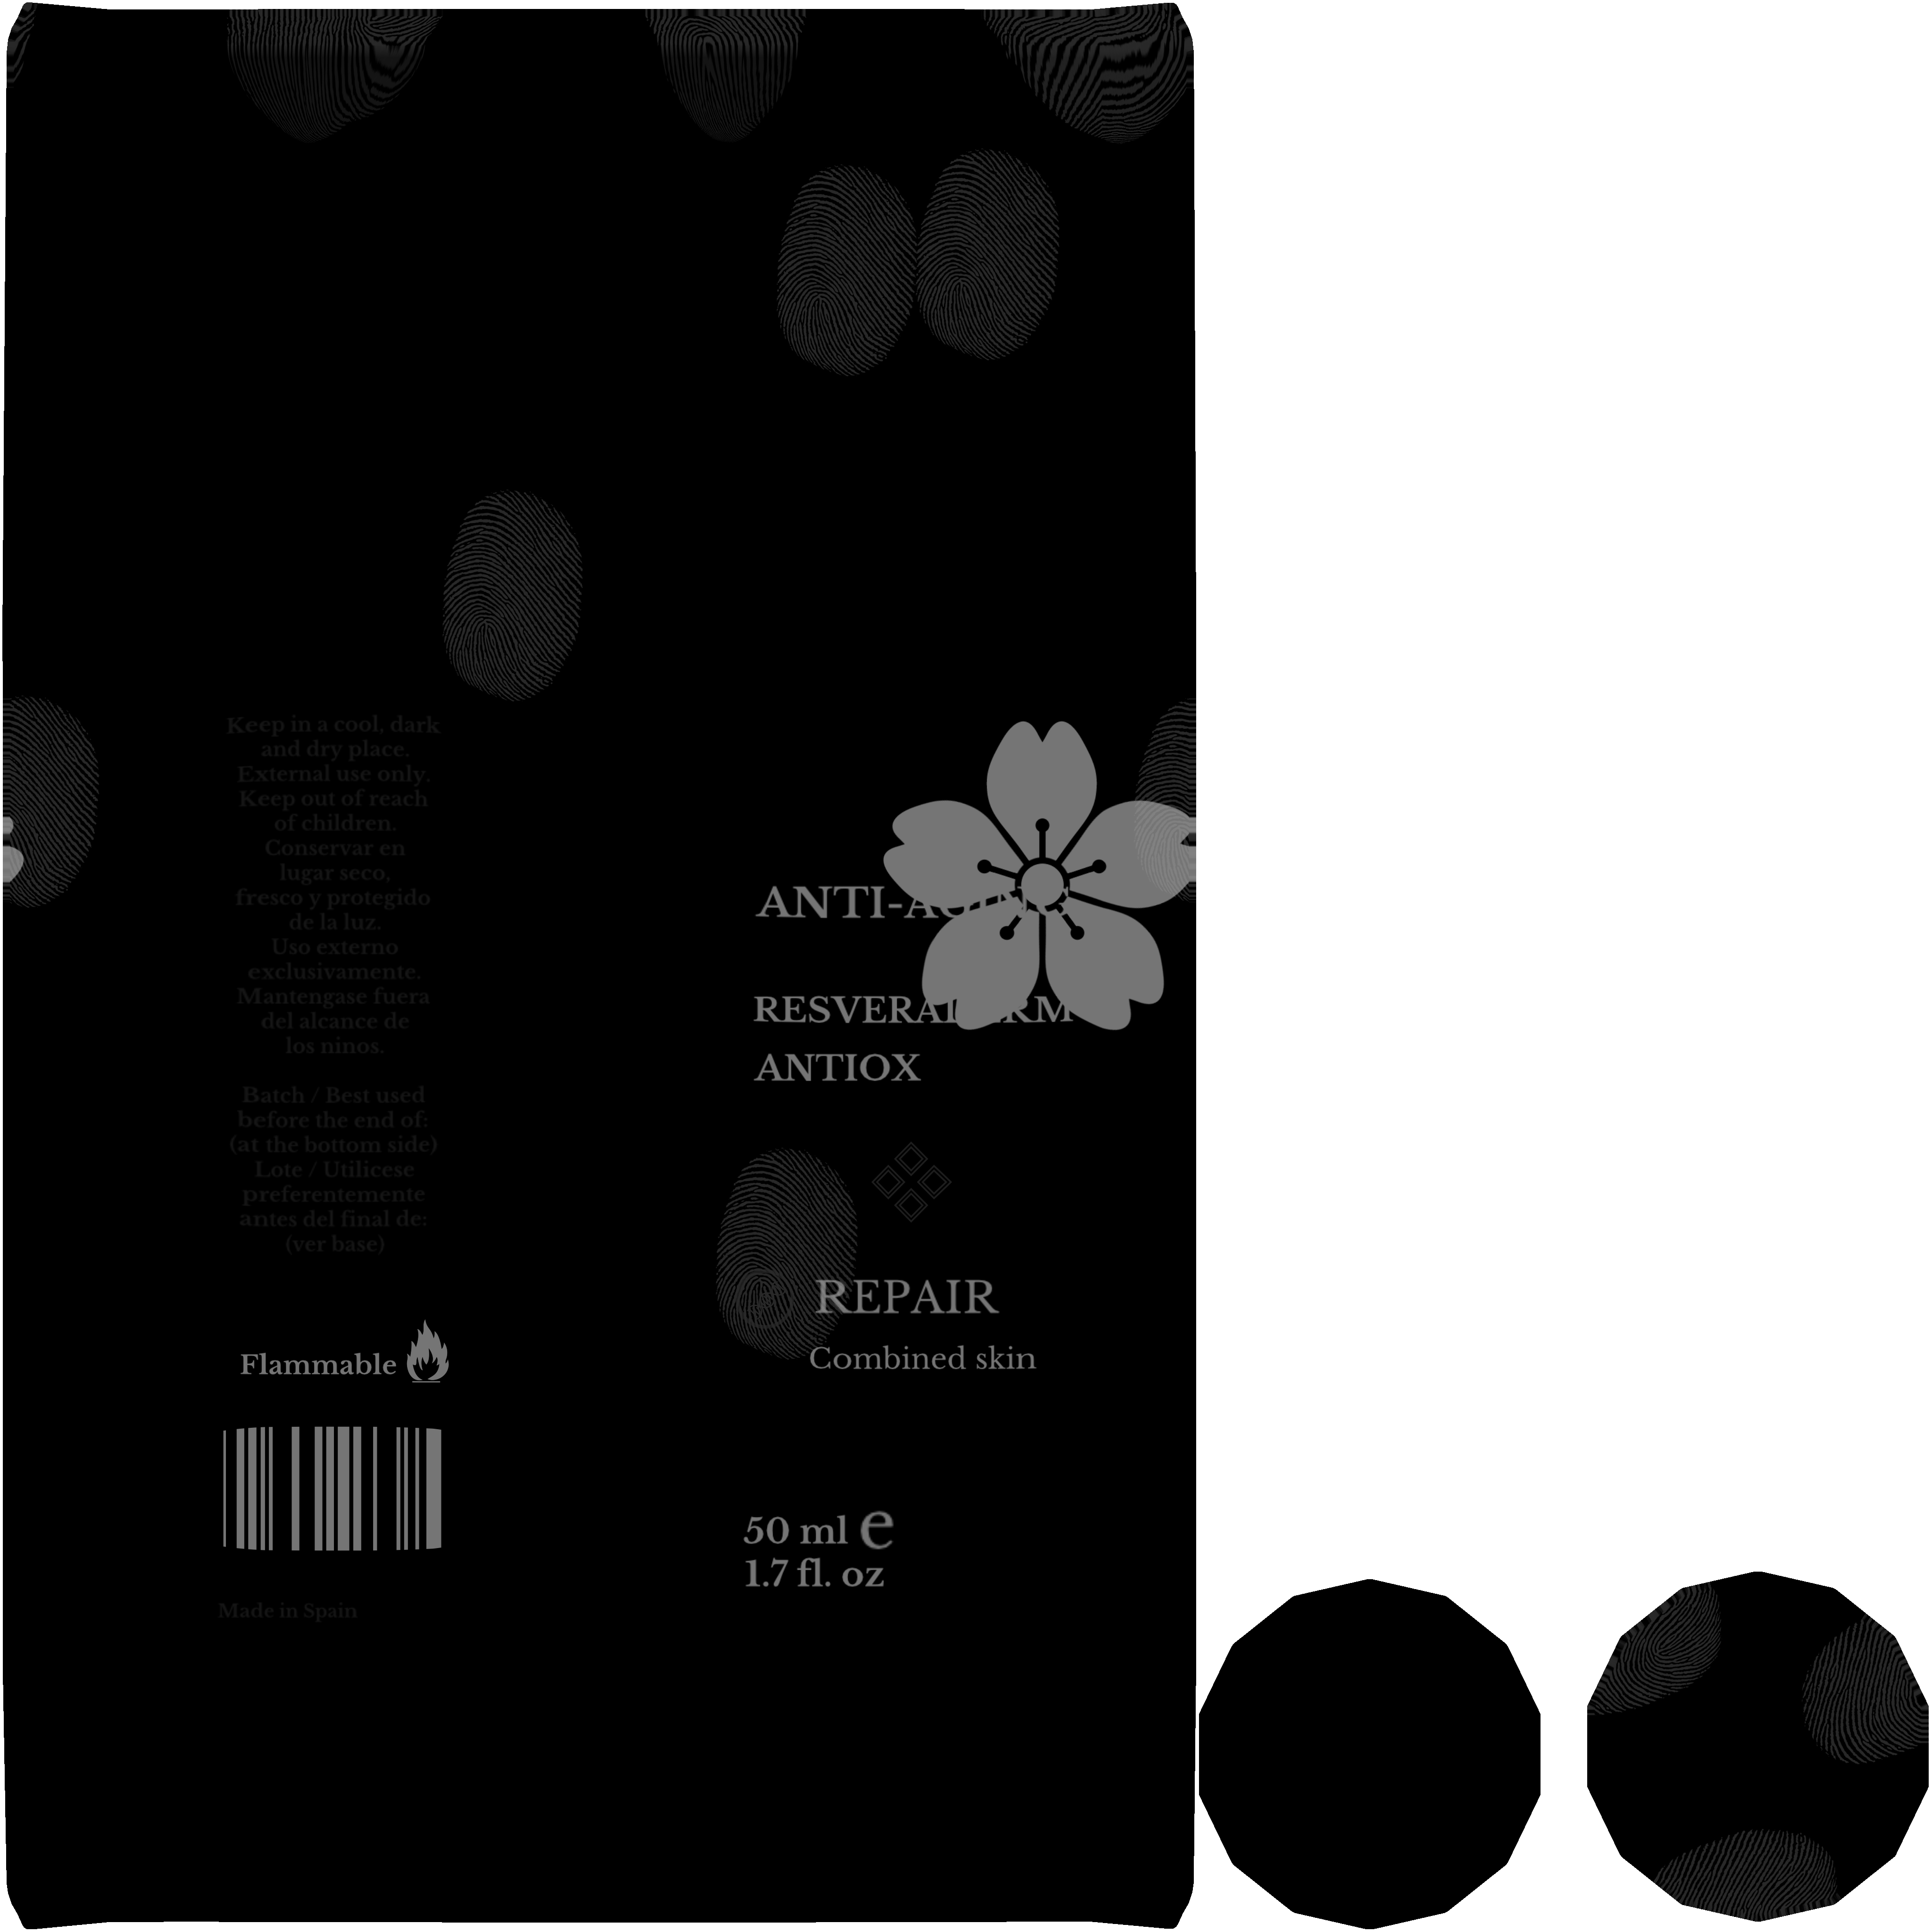 Keep in a cool, dark
and dry place.
External use only.
Keep out of reach
of children.
Conservar en
lugar seco,
fresco y protegido
de la luz.
Uso externo
exclusivamente.
Mantengase fuera
del alcance de
los ninos.
Batch / Best used
before the end of:
(at the bottom side)
Lote / Utilicese
preferentemente
antes del final de:
(ver base)
Flammable
Made in Spain
ANTI-
ANTIOX
REPAIR
Combined skin
50 ml e
1.7 fl. oz